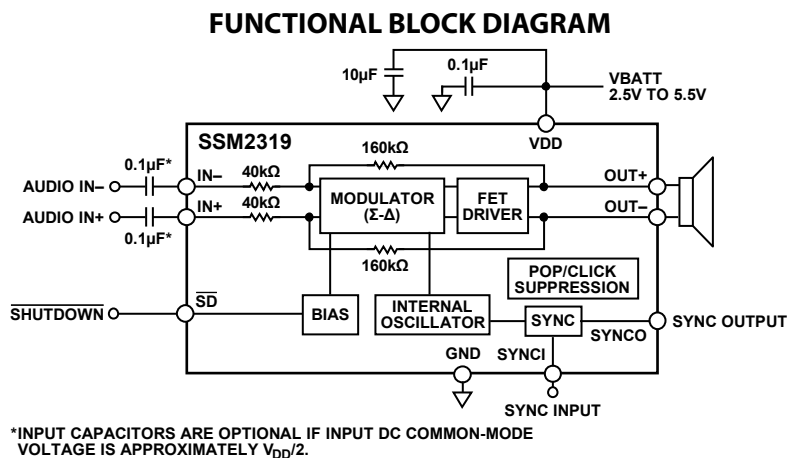 FUNCTIONAL BLOCK DIAGRAM
10µF
0.1µF
VBATT
2.5V TO 5.5V
SSM2319
VDD
160kΩ
0.1µF*
IN–
40kΩ
OUT+
AUDIO IN–
MODULATOR
(Σ-Δ)
FET
DRIVER
AUDIO IN+
IN+
40kΩ
OUT–
0.1µF*
160kΩ
POP/CLICK
SUPPRESSION
SHUTDOWN
SD
BIAS
INTERNAL
OSCILLATOR
SYNC
SYNCO
SYNC OUTPUT
GND
SYNCI
SYNC INPUT
*INPUT CAPACITORS ARE OPTIONAL IF INPUT DC COMMON-MODE
VOLTAGE IS APPROXIMATELY VDD/2.